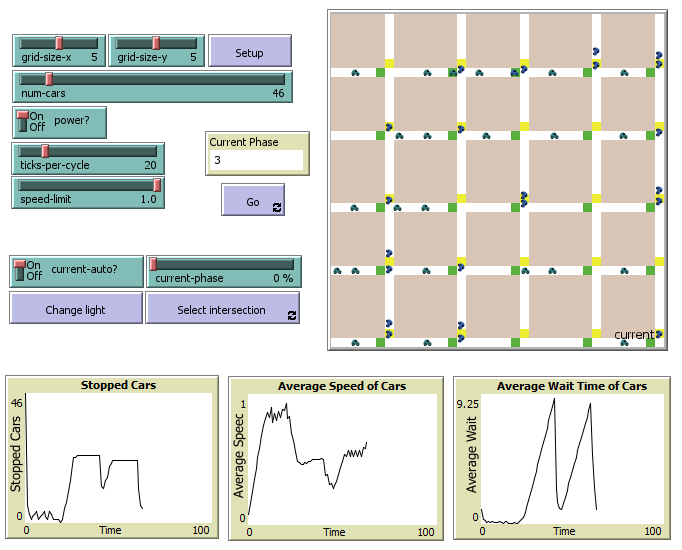 grid-size-x 5
grid-size-y 5
Setup
num-cars 46
On
Off
power?
Current Phase
3
ticks-per-cycle 20
speed-limit 1.0
Go
On
Off
current-auto?
current-phase 0 %
Change light
Select intersection
current
Stopped Cars
46
Stopped Cars
0
0 Time 100
Average Speed of Cars
1
Average Speec
0
0 Time 100
Average Wait Time of Cars
9.25
Average Wait
0
0 Time 100